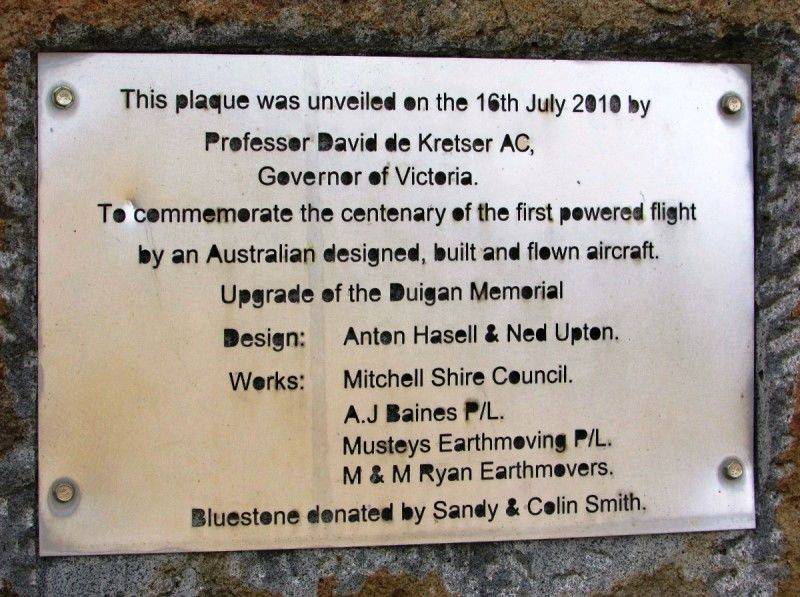 This plaque was unveiled on the 16th July 2010 by
Professor David de Kretser AC,
Governor of Victoria.
To commemorate the centenary of the first powered flight
by an Australian designed, built and flown aircraft.
Upgrade of the Duigan Memorial
Design: Anton Hasell & Ned Upton.
Works: Mitchell Shire Council.
A.J Baines P/L.
Musteys Earthmoving P/L.
M & M Ryan Earthmovers.
Bluestone donated by Sandy & Colin Smith.